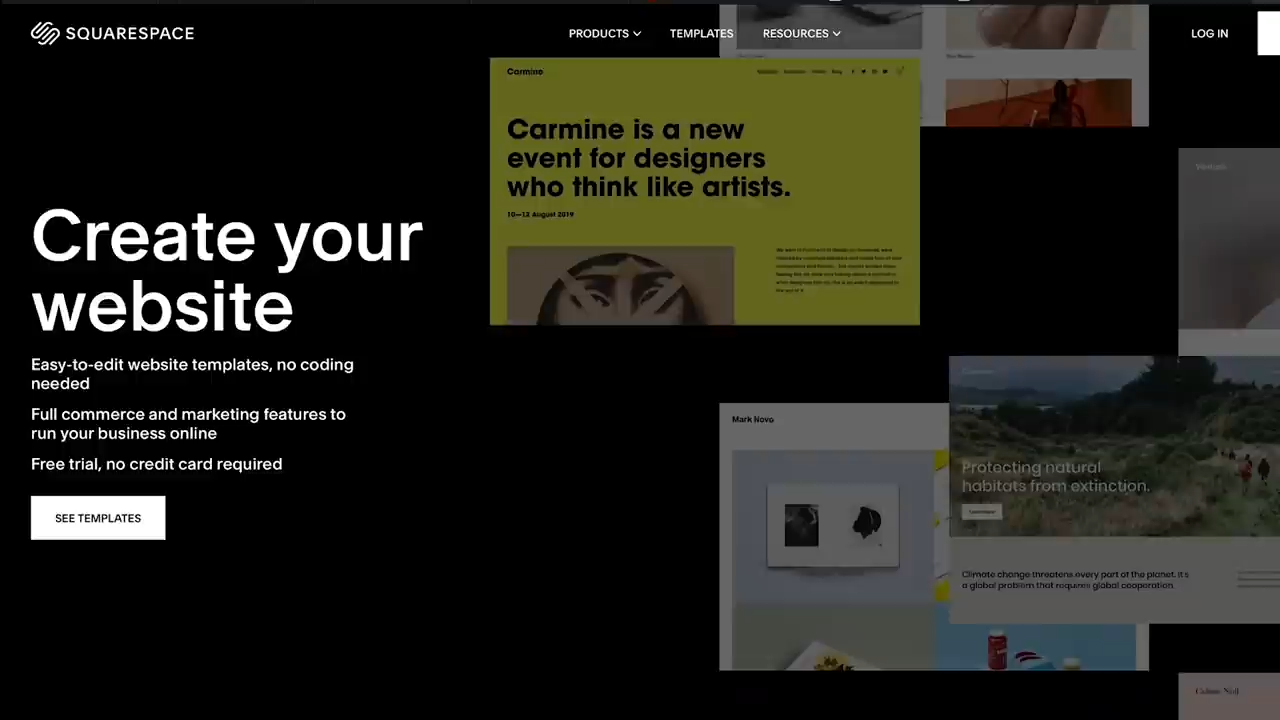 SQUARESPACE
PRODUCTS
TEMPLATES
RESOURCES
LOG IN
Create your
website
Easy-to-edit website templates, no coding
needed
Full commerce and marketing features to
run your business online
Free trial, no credit card required
SEE TEMPLATES
Carmine
Carmine is a new
event for designers
who think like artists.
10—12 August 2019
Mark Novo
Protecting natural
habitats from extinction.
Climate change threatens every part of the planet. It's
a global problem that requires global cooperation.